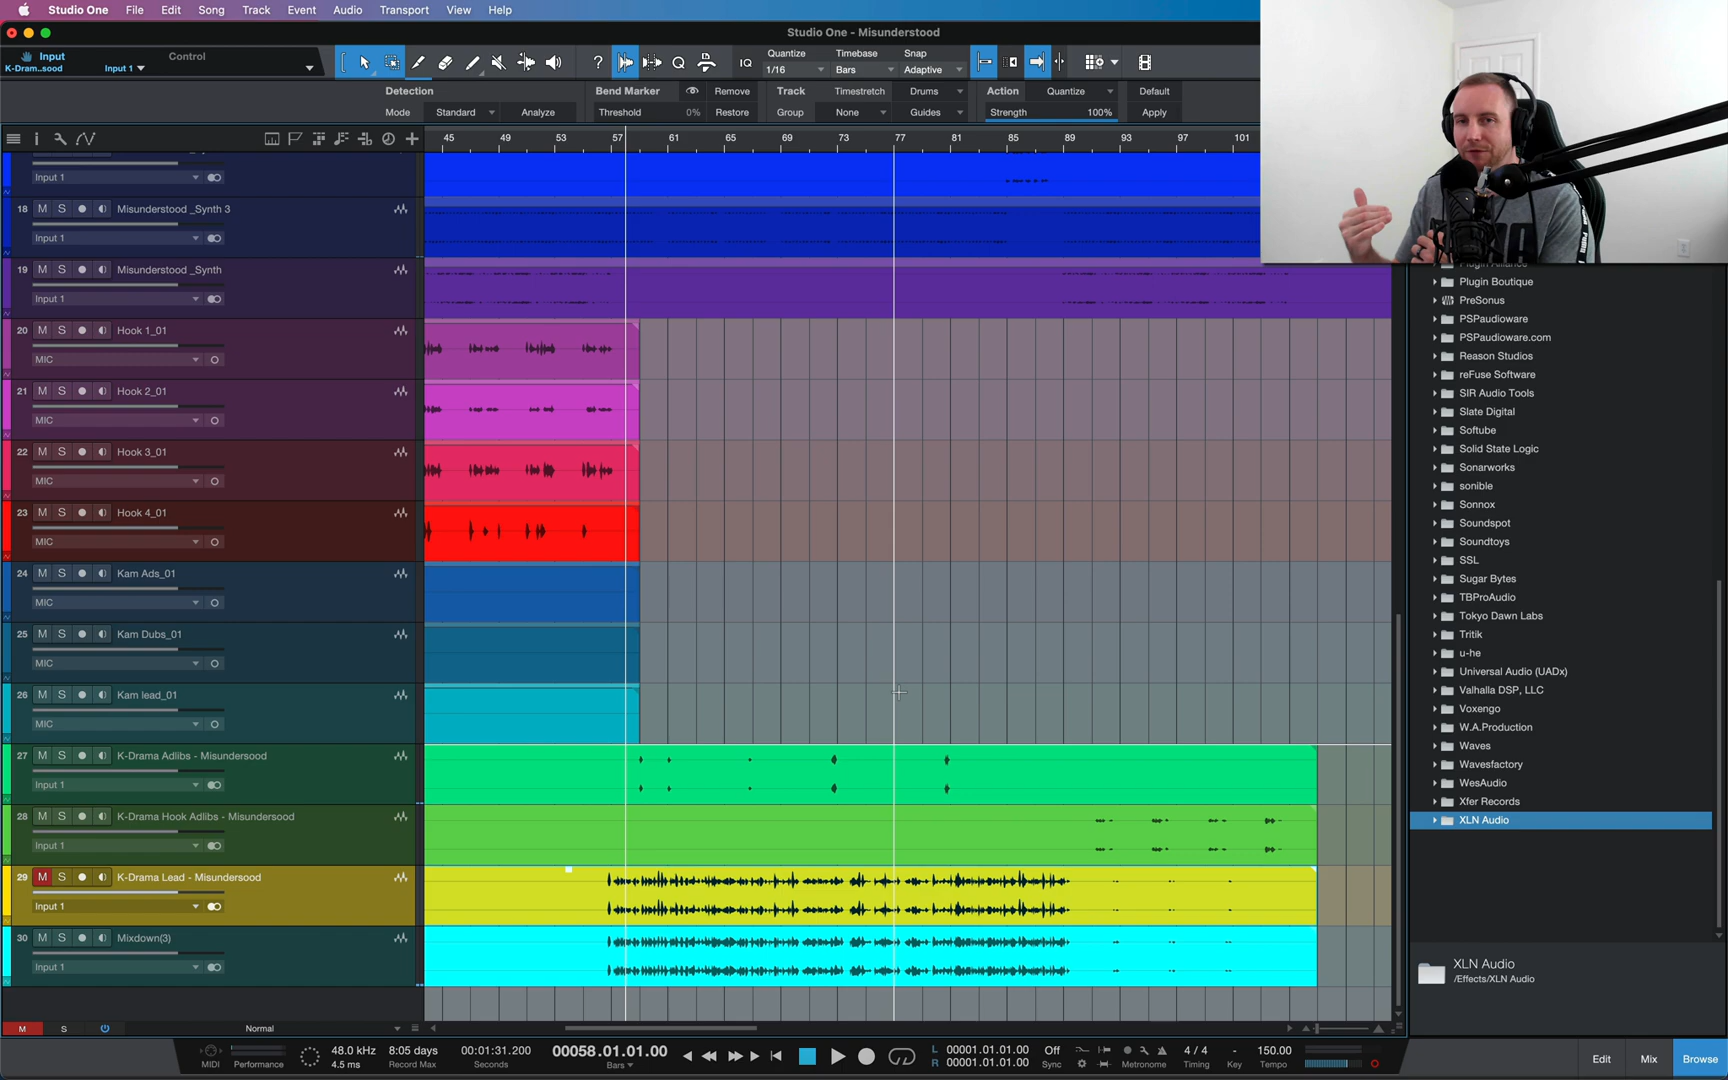 Studio One File Edit Song Track Event Audio Transport View Help
Studio One - Misunderstood
Input Control
K-Dram..sood Input 1
IQ
Quantize Timebase Snap
1/16 Bars Adaptive
Detection Bend Marker Remove Track Timestretch Drums Action Quantize Default
Mode Standard Analyze Threshold 0% Restore Group None Guides Strength 100% Apply
45 49 53 57 61 65 69 73 77 81 85 89 93 97 101
Input 1
18 M S Misunderstood _Synth 3
Input 1
19 M S Misunderstood _Synth
Input 1
20 M S Hook 1_01
MIC
21 M S Hook 2_01
MIC
22 M S Hook 3_01
MIC
23 M S Hook 4_01
MIC
24 M S Kam Ads_01
MIC
25 M S Kam Dubs_01
MIC
26 M S Kam lead_01
MIC
27 M S K-Drama Adlibs - Misundersood
Input 1
28 M S K-Drama Hook Adlibs - Misundersood
Input 1
29 M S K-Drama Lead - Misundersood
Input 1
30 M S Mixdown(3)
Input 1
M S Normal
Plugin Alliance
Plugin Boutique
PreSonus
PSPaudioware
PSPaudioware.com
Reason Studios
reFuse Software
SIR Audio Tools
Slate Digital
Softube
Solid State Logic
Sonarworks
sonible
Sonnox
Soundspot
Soundtoys
SSL
Sugar Bytes
TBProAudio
Tokyo Dawn Labs
Tritik
u-he
Universal Audio (UADx)
Valhalla DSP, LLC
Voxengo
W.A.Production
Waves
Wavesfactory
WesAudio
Xfer Records
XLN Audio
XLN Audio
/Effects/XLN Audio
48.0 kHz 8:05 days 00:01:31.200 00058.01.01.00 L 00001.01.01.00 Off 4 / 4 - 150.00
MIDI Performance 4.5 ms Record Max Seconds Bars R 00001.01.01.00 Sync Metronome Timing Key Tempo
Edit Mix Browse